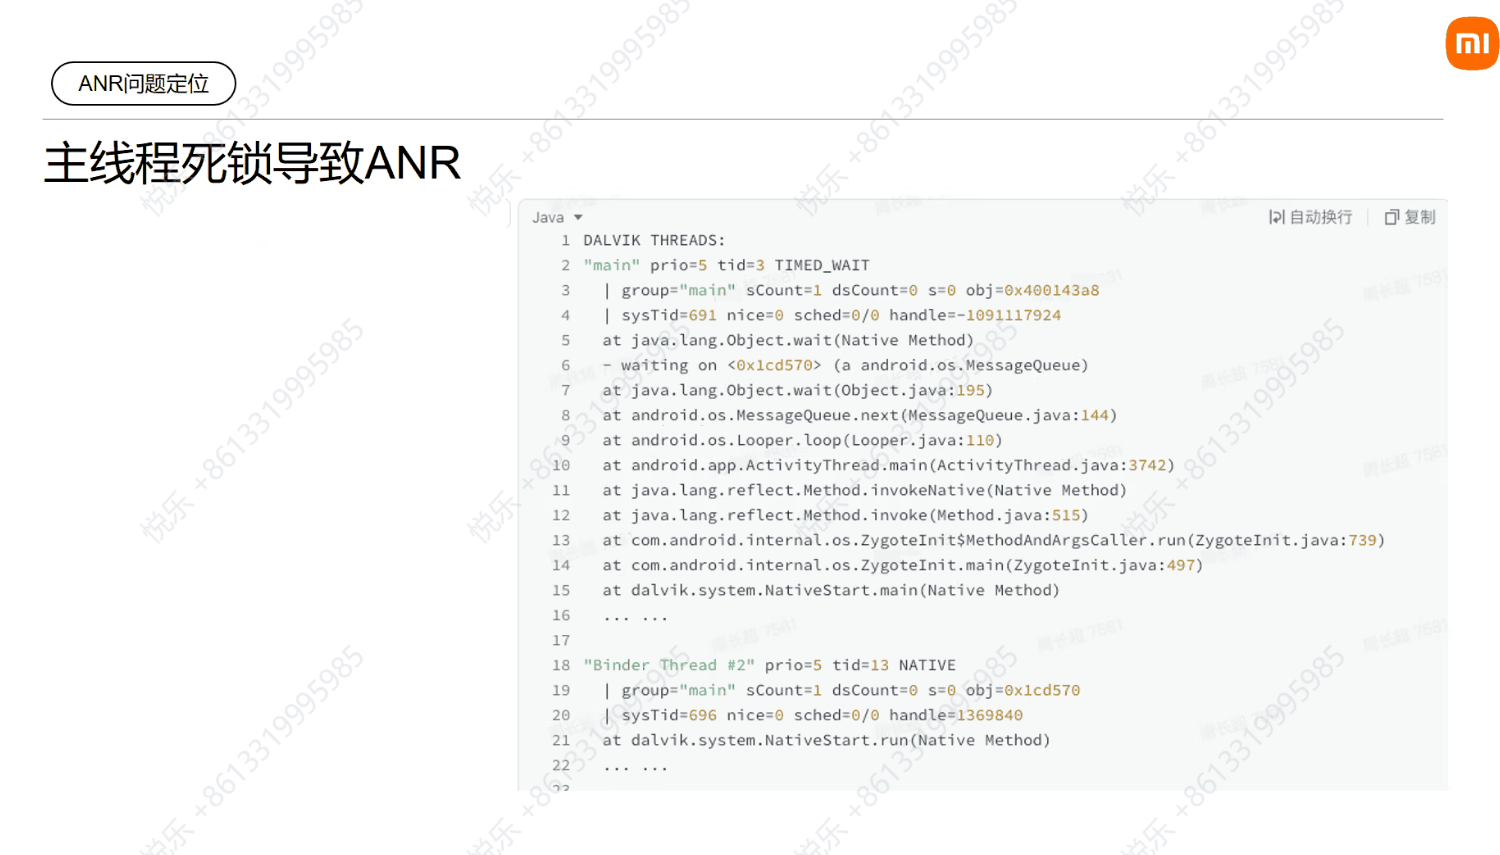 ANR问题定位
主线程死锁导致ANR
Java
自动换行
复制
1 DALVIK THREADS:
2 "main" prio=5 tid=3 TIMED_WAIT
3 | group="main" sCount=1 dsCount=0 s=0 obj=0x400143a8
4 | sysTid=691 nice=0 sched=0/0 handle=-1091117924
5 at java.lang.Object.wait(Native Method)
6 - waiting on <0x1cd570> (a android.os.MessageQueue)
7 at java.lang.Object.wait(Object.java:195)
8 at android.os.MessageQueue.next(MessageQueue.java:144)
9 at android.os.Looper.loop(Looper.java:110)
10 at android.app.ActivityThread.main(ActivityThread.java:3742)
11 at java.lang.reflect.Method.invokeNative(Native Method)
12 at java.lang.reflect.Method.invoke(Method.java:515)
13 at com.android.internal.os.ZygoteInit$MethodAndArgsCaller.run(ZygoteInit.java:739)
14 at com.android.internal.os.ZygoteInit.main(ZygoteInit.java:497)
15 at dalvik.system.NativeStart.main(Native Method)
16 ... ...
17
18 "Binder Thread #2" prio=5 tid=13 NATIVE
19 | group="main" sCount=1 dsCount=0 s=0 obj=0x1cd570
20 | sysTid=696 nice=0 sched=0/0 handle=1369840
21 at dalvik.system.NativeStart.run(Native Method)
22 ... ...
23
悦乐 +8613319995985